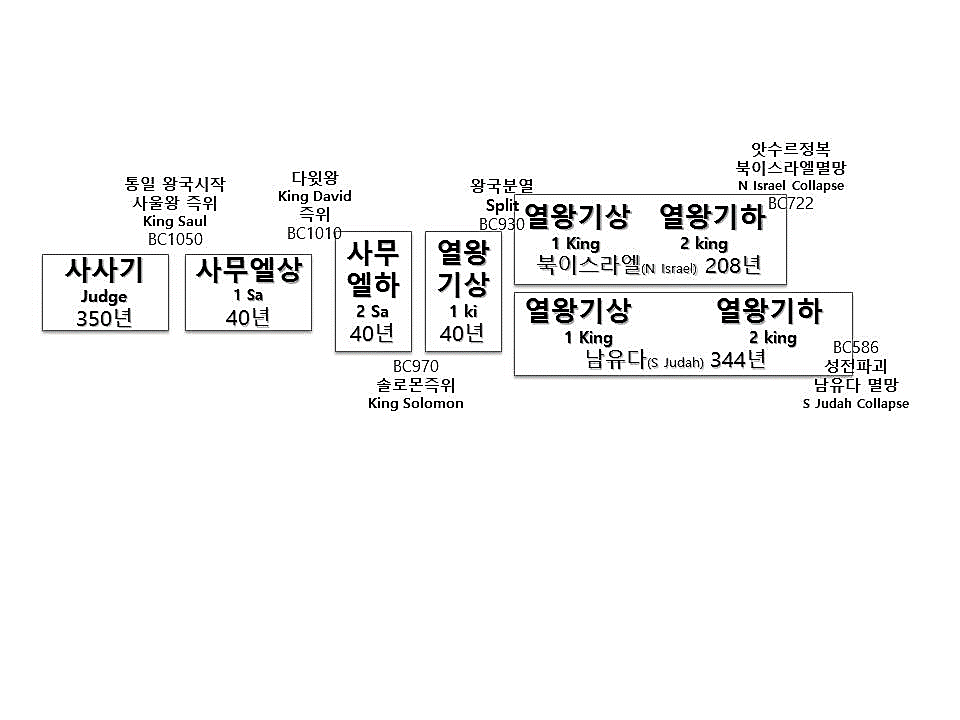 통일 왕국시작
사울왕 즉위
King Saul
BC1050
사사기
Judge
350년
사무엘상
1 Sa
40년
다윗왕
King David
즉위
BC1010
사무
엘하
2 Sa
40년
BC970
솔로몬즉위
King Solomon
열왕
기상
1 ki
40년
왕국분열
Split
BC930
열왕기상 열왕기하
1 King 2 king
북이스라엘(N Israel) 208년
앗수르정복
북이스라엘멸망
N Israel Collapse
BC722
열왕기상 열왕기하
1 King 2 king
남유다(S Judah) 344년
BC586
성전파괴
남유다 멸망
S Judah Collapse